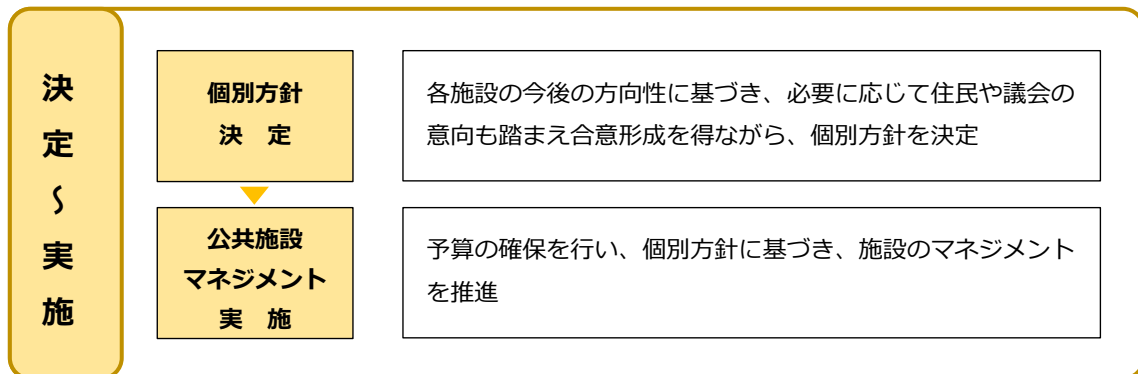 決定～実施
個別方針
決　定
各施設の今後の方向性に基づき、必要に応じて住民や議会の
意向も踏まえ合意形成を得ながら、個別方針を決定
公共施設
マネジメント
実　施
予算の確保を行い、個別方針に基づき、施設のマネジメント
を推進